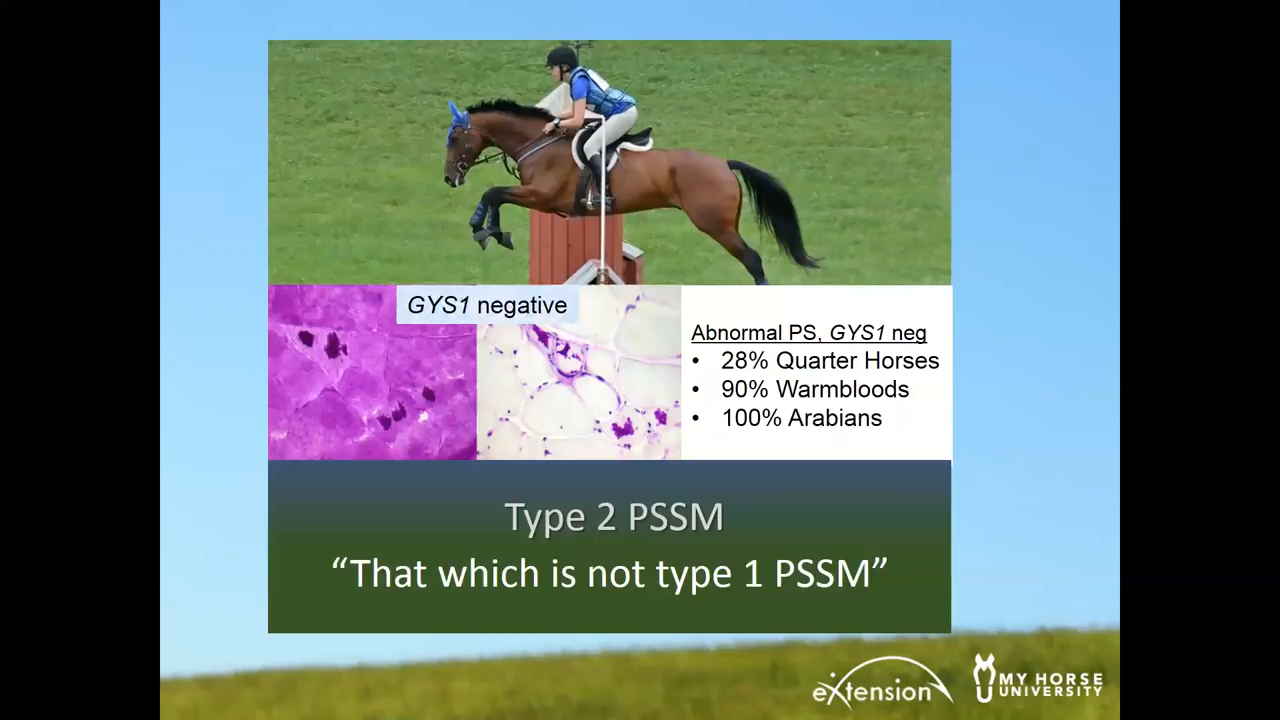 GYS1 negative
Abnormal PS, GYS1 neg
• 28% Quarter Horses
• 90% Warmbloods
• 100% Arabians
Type 2 PSSM
“That which is not type 1 PSSM”
eXtension
MY HORSE
UNIVERSITY